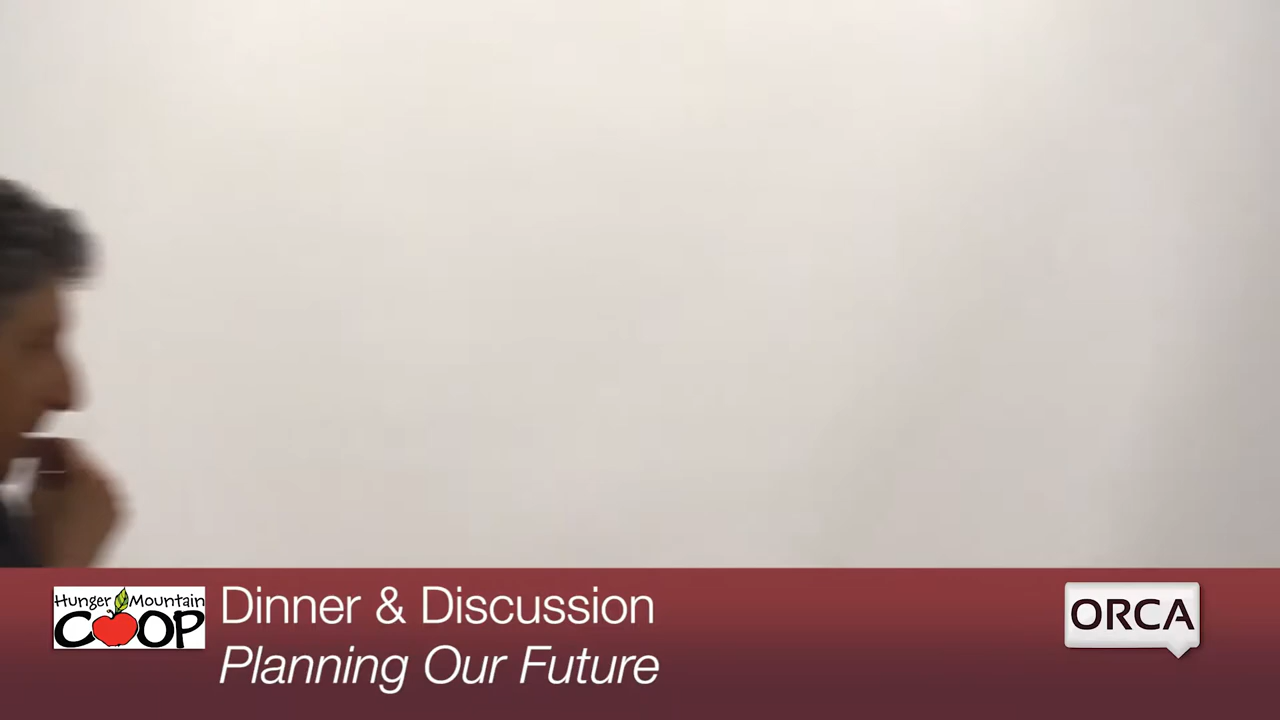 Hunger Mountain
COOP
Dinner & Discussion
Planning Our Future
ORCA